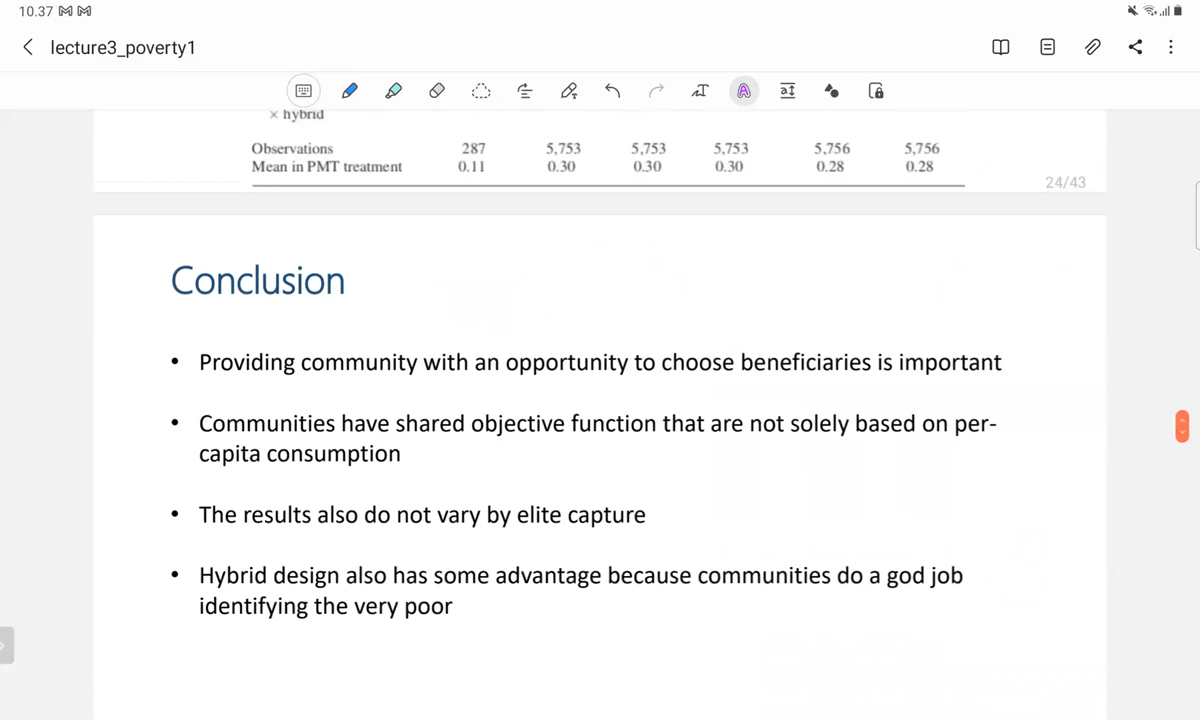 10.37 M M
lecture3_poverty1
× hybrid
Observations 287 5,753 5,753 5,753 5,756 5,756
Mean in PMT treatment 0.11 0.30 0.30 0.30 0.28 0.28
24/43
Conclusion
• Providing community with an opportunity to choose beneficiaries is important
• Communities have shared objective function that are not solely based on per-
capita consumption
• The results also do not vary by elite capture
• Hybrid design also has some advantage because communities do a god job
identifying the very poor